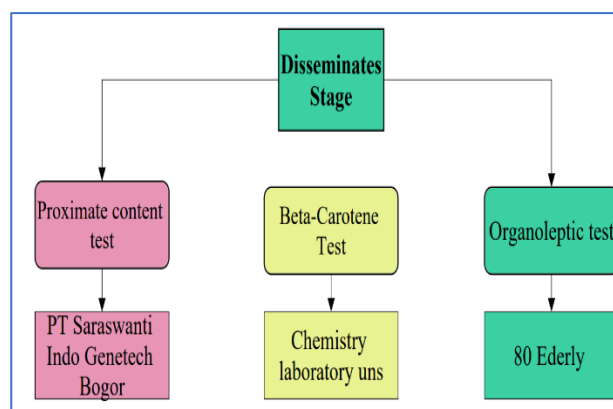 Disseminates
Stage
Proximate content
test
Beta-Carotene
Test
Organoleptic test
PT Saraswanti
Indo Genetech
Bogor
Chemistry
laboratory uns
80 Ederly